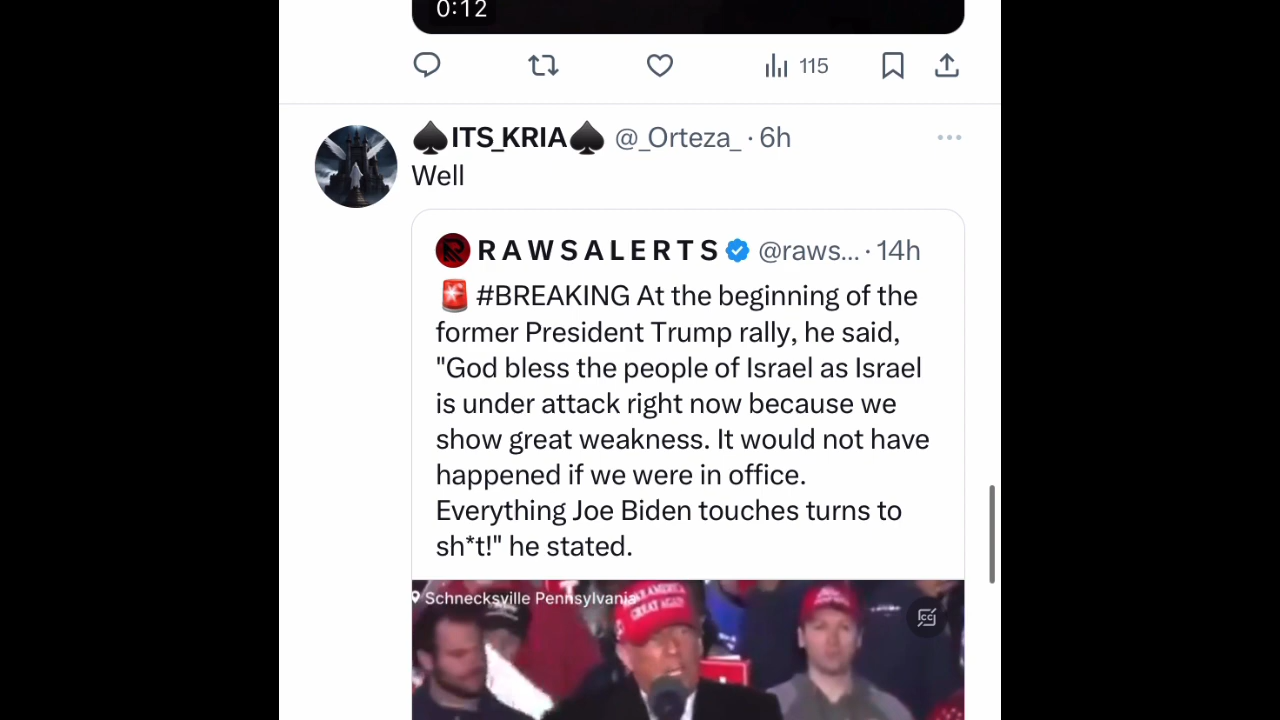 0:12
115
♠ITS_KRIA♠ @_Orteza_ · 6h
Well
R A W S A L E R T S @raws... · 14h
🚨 #BREAKING At the beginning of the
former President Trump rally, he said,
"God bless the people of Israel as Israel
is under attack right now because we
show great weakness. It would not have
happened if we were in office.
Everything Joe Biden touches turns to
sh*t!" he stated.
Schnecksville Pennsylvania
GREAT AGAIN